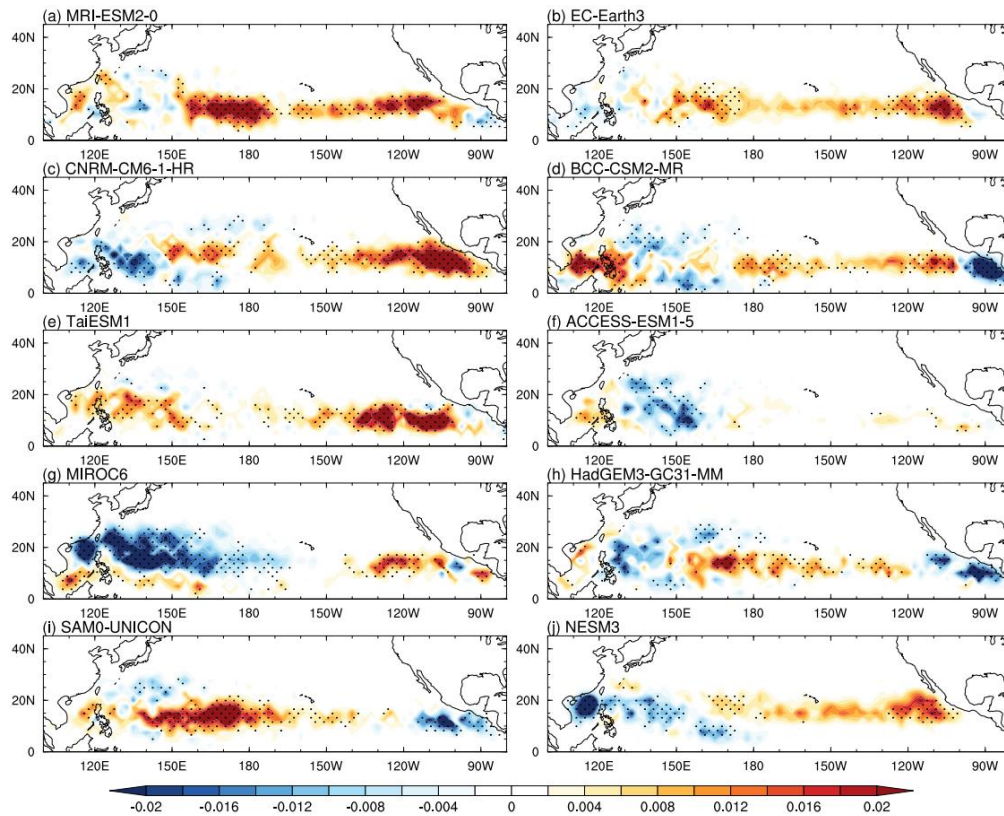 (a) MRI-ESM2-0
(b) EC-Earth3
40N
20N
0
120E 150E 180 150W 120W 90W
40N
20N
0
120E 150E 180 150W 120W 90W
(c) CNRM-CM6-1-HR
(d) BCC-CSM2-MR
40N
20N
0
120E 150E 180 150W 120W 90W
40N
20N
0
120E 150E 180 150W 120W 90W
(e) TaiESM1
(f) ACCESS-ESM1-5
40N
20N
0
120E 150E 180 150W 120W 90W
40N
20N
0
120E 150E 180 150W 120W 90W
(g) MIROC6
(h) HadGEM3-GC31-MM
40N
20N
0
120E 150E 180 150W 120W 90W
40N
20N
0
120E 150E 180 150W 120W 90W
(i) SAM0-UNICON
(j) NESM3
40N
20N
0
120E 150E 180 150W 120W 90W
40N
20N
0
120E 150E 180 150W 120W 90W
-0.02 -0.016 -0.012 -0.008 -0.004 0 0.004 0.008 0.012 0.016 0.02